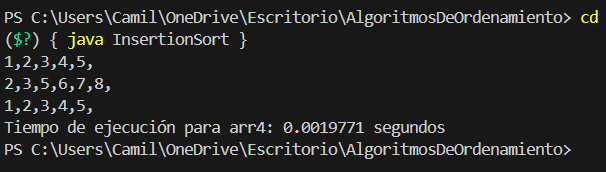 PS C:\Users\Camil\OneDrive\Escritorio\AlgoritmosDeOrdenamiento> cd
($?) { java InsertionSort }
1,2,3,4,5,
2,3,5,6,7,8,
1,2,3,4,5,
Tiempo de ejecución para arr4: 0.0019771 segundos
PS C:\Users\Camil\OneDrive\Escritorio\AlgoritmosDeOrdenamiento>